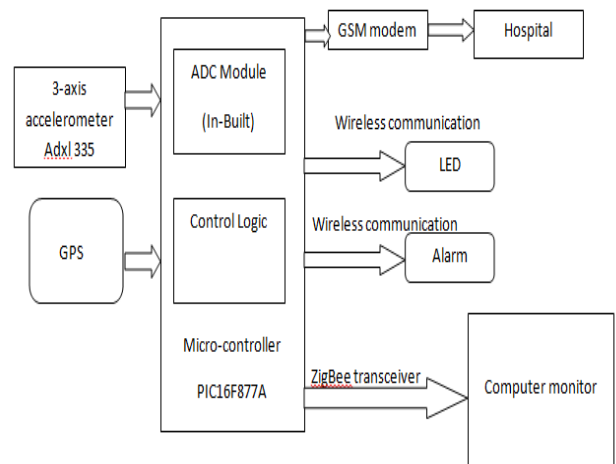 GSM modem
Hospital
ADC Module
(In-Built)
3-axis
accelerometer
Adxl 335
Wireless communication
LED
Control Logic
Wireless communication
GPS
Alarm
Micro-controller
PIC16F877A
ZigBee transceiver
Computer monitor